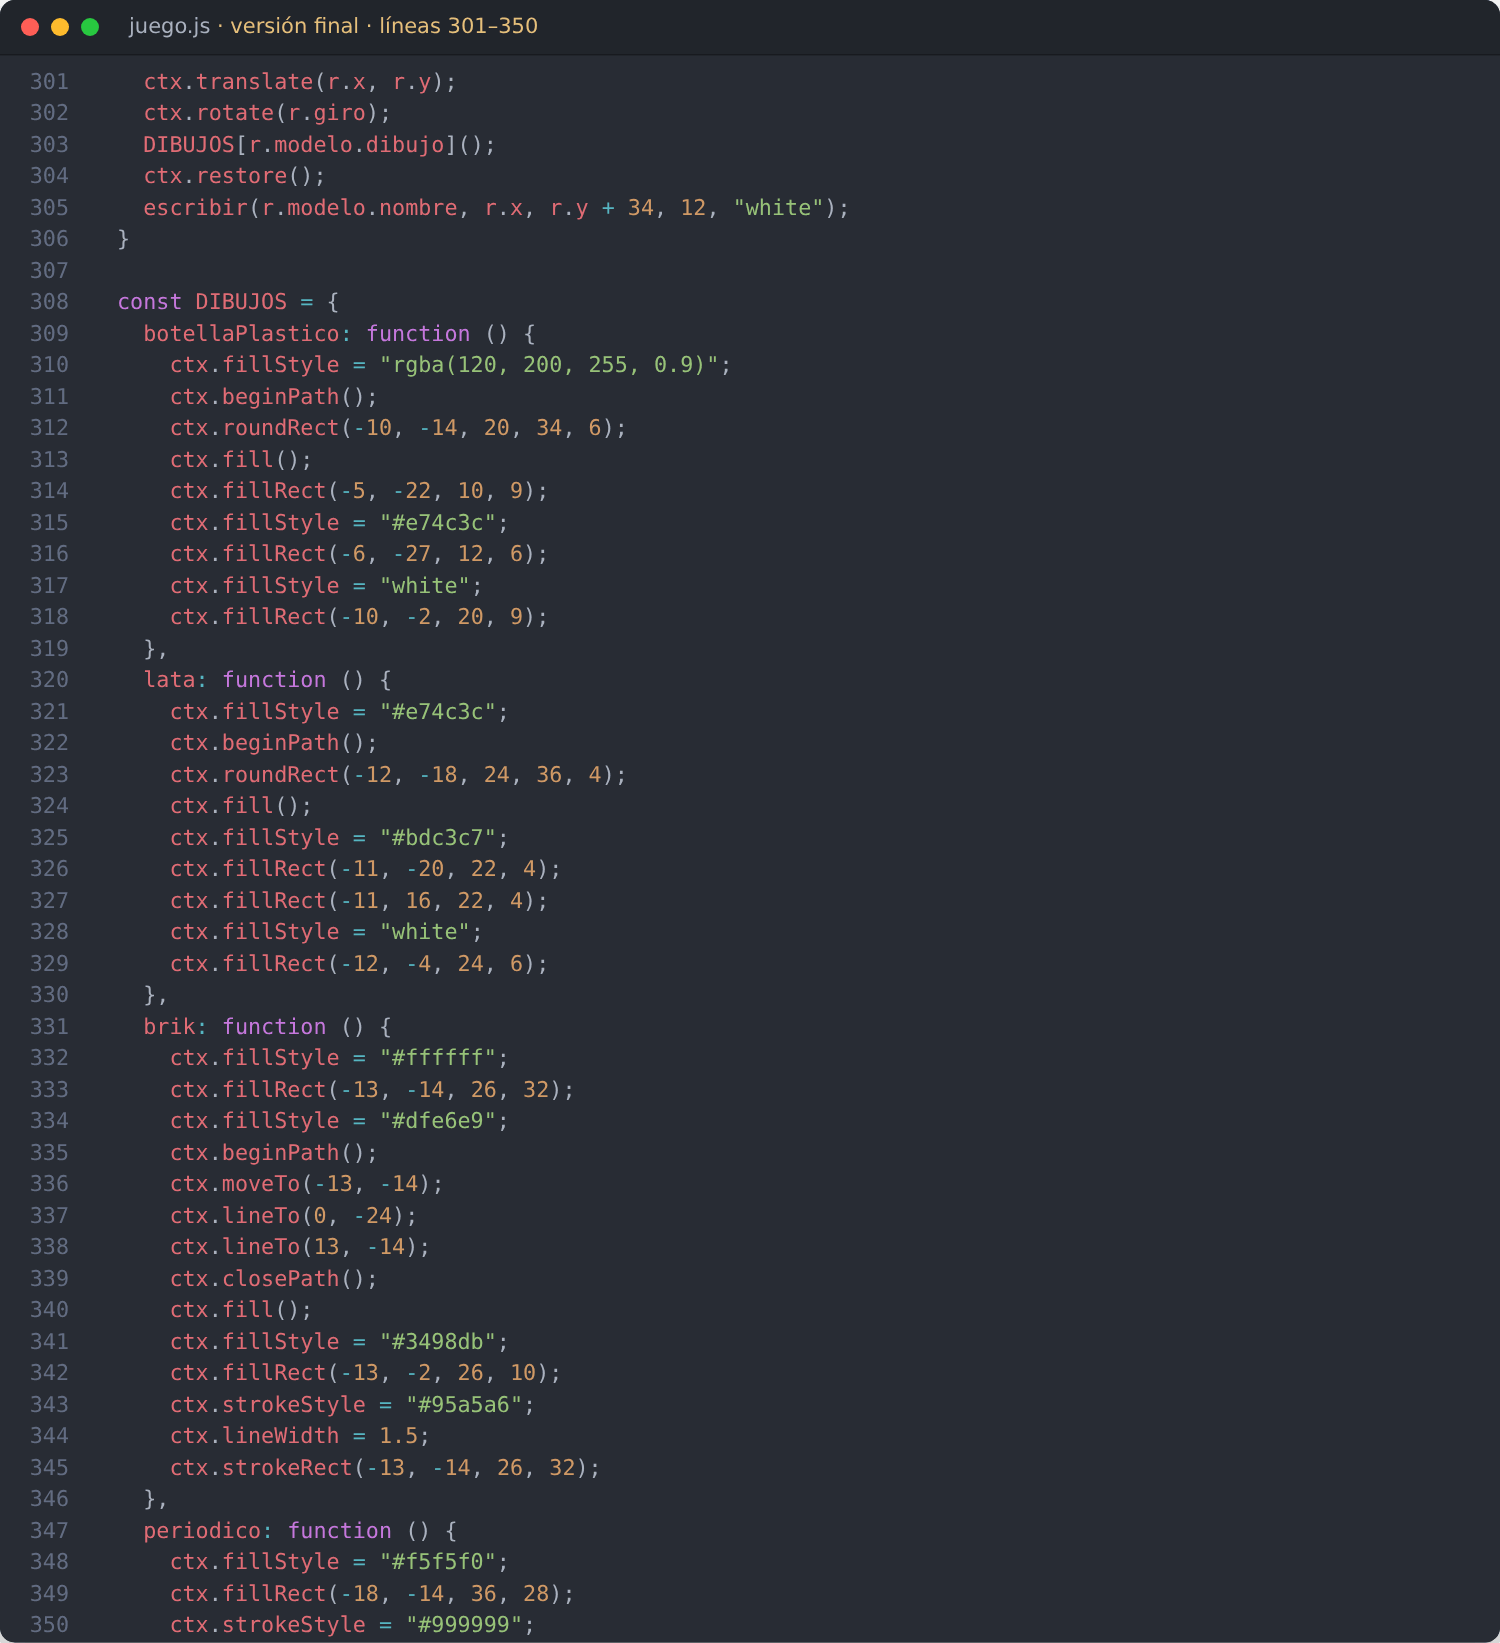 juego.js · versión final · líneas 301–350
301 ctx.translate(r.x, r.y);
302 ctx.rotate(r.giro);
303 DIBUJOS[r.modelo.dibujo]();
304 ctx.restore();
305 escribir(r.modelo.nombre, r.x, r.y + 34, 12, "white");
306 }
307
308 const DIBUJOS = {
309 botellaPlastico: function () {
310 ctx.fillStyle = "rgba(120, 200, 255, 0.9)";
311 ctx.beginPath();
312 ctx.roundRect(-10, -14, 20, 34, 6);
313 ctx.fill();
314 ctx.fillRect(-5, -22, 10, 9);
315 ctx.fillStyle = "#e74c3c";
316 ctx.fillRect(-6, -27, 12, 6);
317 ctx.fillStyle = "white";
318 ctx.fillRect(-10, -2, 20, 9);
319 },
320 lata: function () {
321 ctx.fillStyle = "#e74c3c";
322 ctx.beginPath();
323 ctx.roundRect(-12, -18, 24, 36, 4);
324 ctx.fill();
325 ctx.fillStyle = "#bdc3c7";
326 ctx.fillRect(-11, -20, 22, 4);
327 ctx.fillRect(-11, 16, 22, 4);
328 ctx.fillStyle = "white";
329 ctx.fillRect(-12, -4, 24, 6);
330 },
331 brik: function () {
332 ctx.fillStyle = "#ffffff";
333 ctx.fillRect(-13, -14, 26, 32);
334 ctx.fillStyle = "#dfe6e9";
335 ctx.beginPath();
336 ctx.moveTo(-13, -14);
337 ctx.lineTo(0, -24);
338 ctx.lineTo(13, -14);
339 ctx.closePath();
340 ctx.fill();
341 ctx.fillStyle = "#3498db";
342 ctx.fillRect(-13, -2, 26, 10);
343 ctx.strokeStyle = "#95a5a6";
344 ctx.lineWidth = 1.5;
345 ctx.strokeRect(-13, -14, 26, 32);
346 },
347 periodico: function () {
348 ctx.fillStyle = "#f5f5f0";
349 ctx.fillRect(-18, -14, 36, 28);
350 ctx.strokeStyle = "#999999";